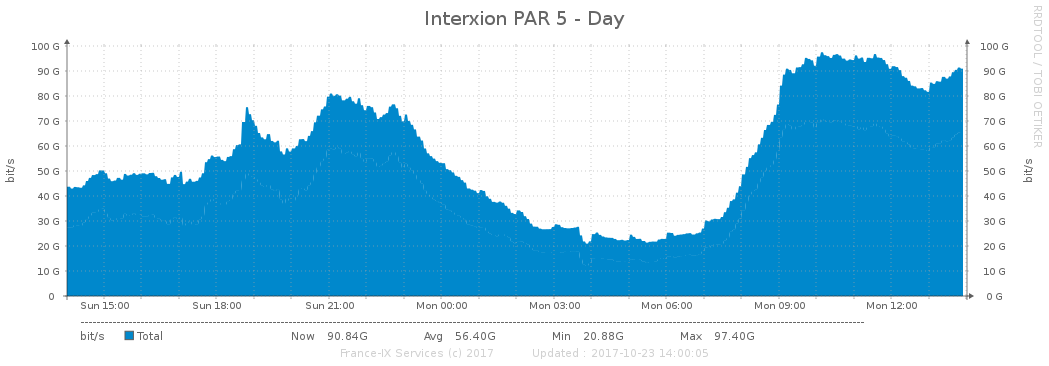 Interxion PAR 5 - Day
RRDTOOL / TOBI OETIKER
100 G 100 G
90 G 90 G
80 G 80 G
70 G 70 G
60 G 60 G
50 G 50 G
40 G 40 G
30 G 30 G
20 G 20 G
10 G 10 G
0 0 G
bit/s bit/s
Sun 15:00 Sun 18:00 Sun 21:00 Mon 00:00 Mon 03:00 Mon 06:00 Mon 09:00 Mon 12:00
bit/s Total Now 90.84G Avg 56.40G Min 20.88G Max 97.40G
France-IX Services (c) 2017 Updated : 2017-10-23 14:00:05